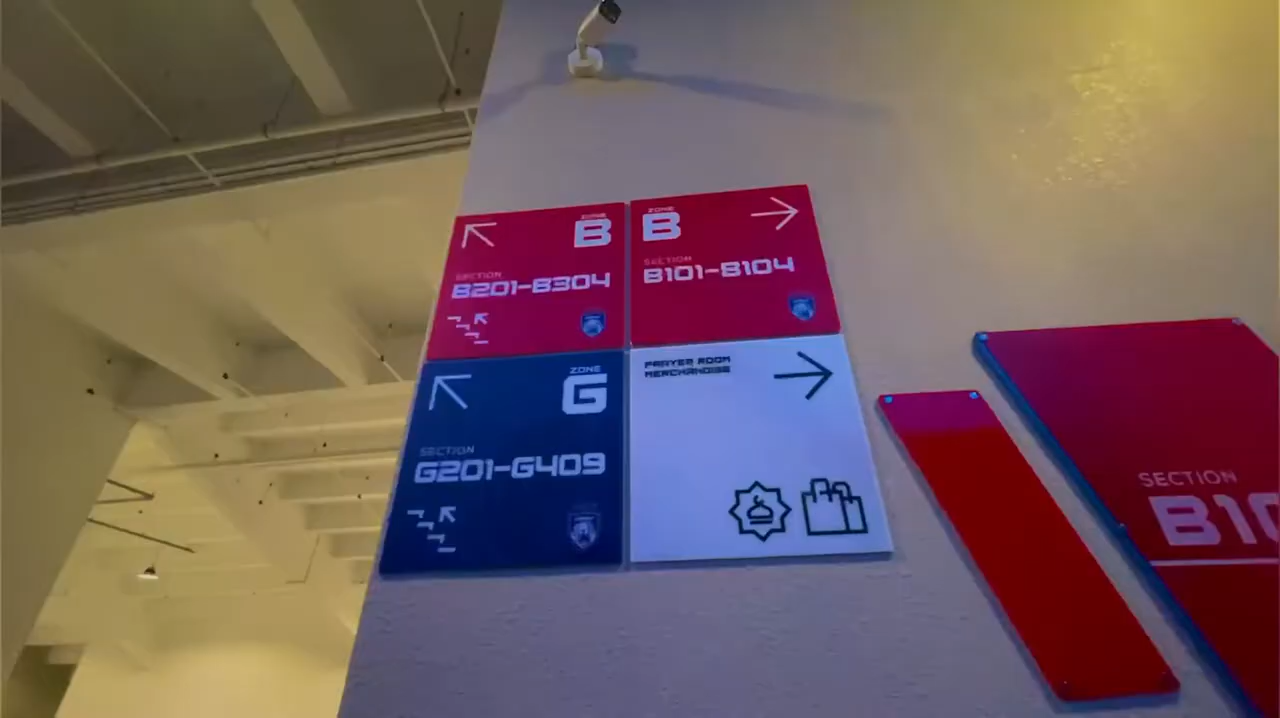 ZONE
B
SECTION
B201-B304
ZONE
B
SECTION
B101-B104
ZONE
G
SECTION
G201-G409
PRAYER ROOM
MERCHANDISE
SECTION
B10